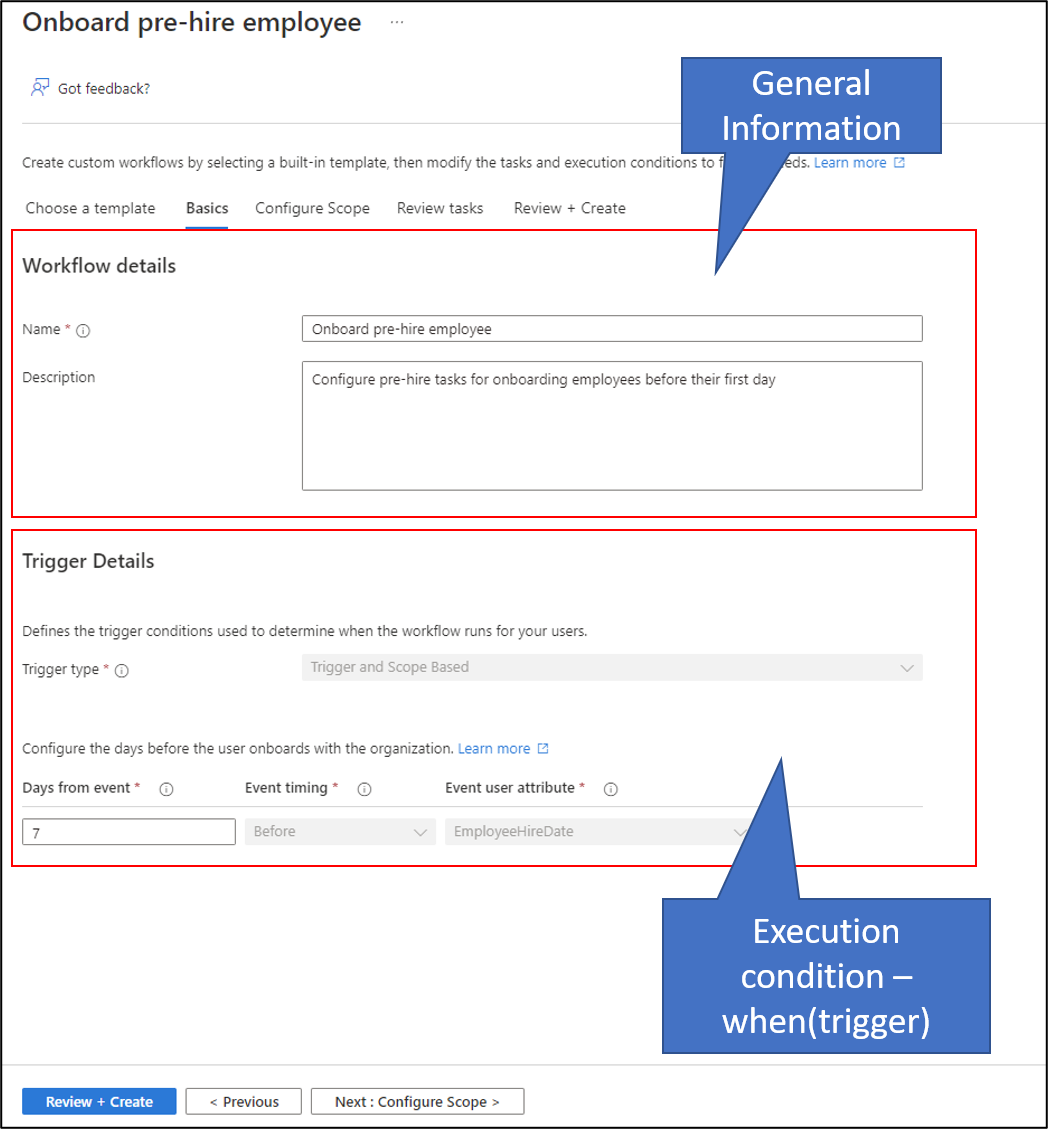 Onboard pre-hire employee ...
Got feedback?
General
Information
Create custom workflows by selecting a built-in template, then modify the tasks and execution conditions to f eds. Learn more
Choose a template Basics Configure Scope Review tasks Review + Create
Workflow details
Name *
Onboard pre-hire employee
Description
Configure pre-hire tasks for onboarding employees before their first day
Trigger Details
Defines the trigger conditions used to determine when the workflow runs for your users.
Trigger type *
Trigger and Scope Based
Configure the days before the user onboards with the organization. Learn more
Days from event * Event timing * Event user attribute *
7 Before EmployeeHireDate
Execution
condition –
when(trigger)
Review + Create < Previous Next : Configure Scope >